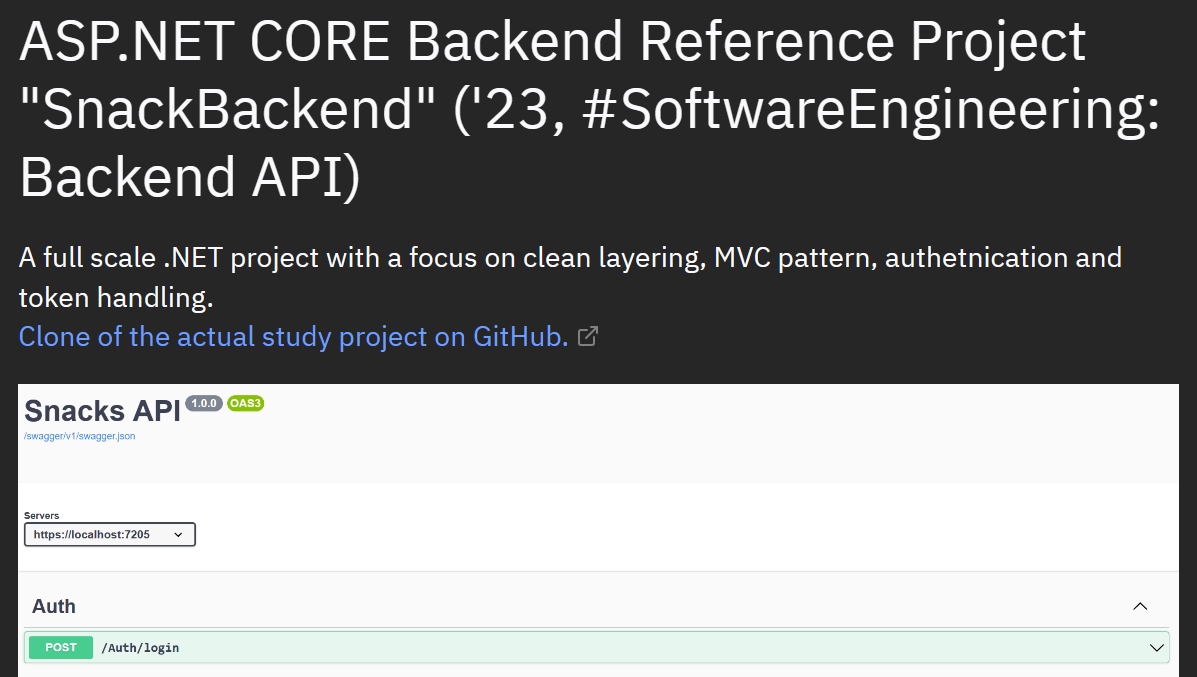 ASP.NET CORE Backend Reference Project
"SnackBackend" ('23, #SoftwareEngineering:
Backend API)
A full scale .NET project with a focus on clean layering, MVC pattern, authetnication and
token handling.
Clone of the actual study project on GitHub.
Snacks API 1.0.0 OAS3
/swagger/v1/swagger.json
Servers
https://localhost:7205
Auth
POST /Auth/login